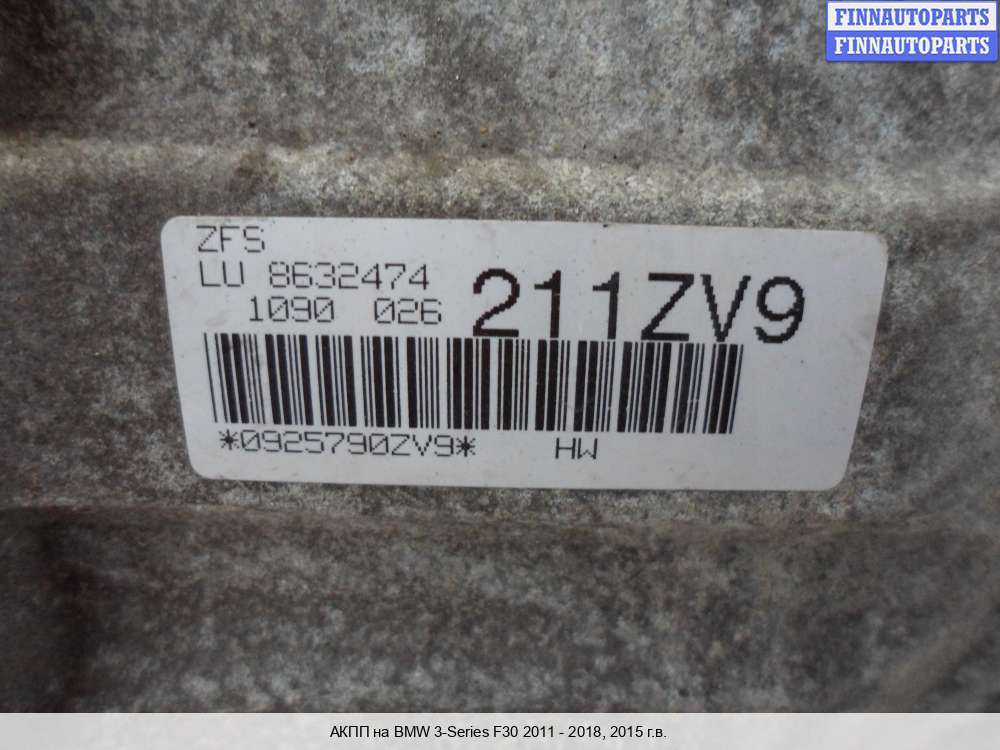 FINNAUTOPARTS
FINNAUTOPARTS
ZFS
LU 8632474
1090 026
211ZV9
*0925790ZV9* HW
АКПП на BMW 3-Series F30 2011 - 2018, 2015 г.в.